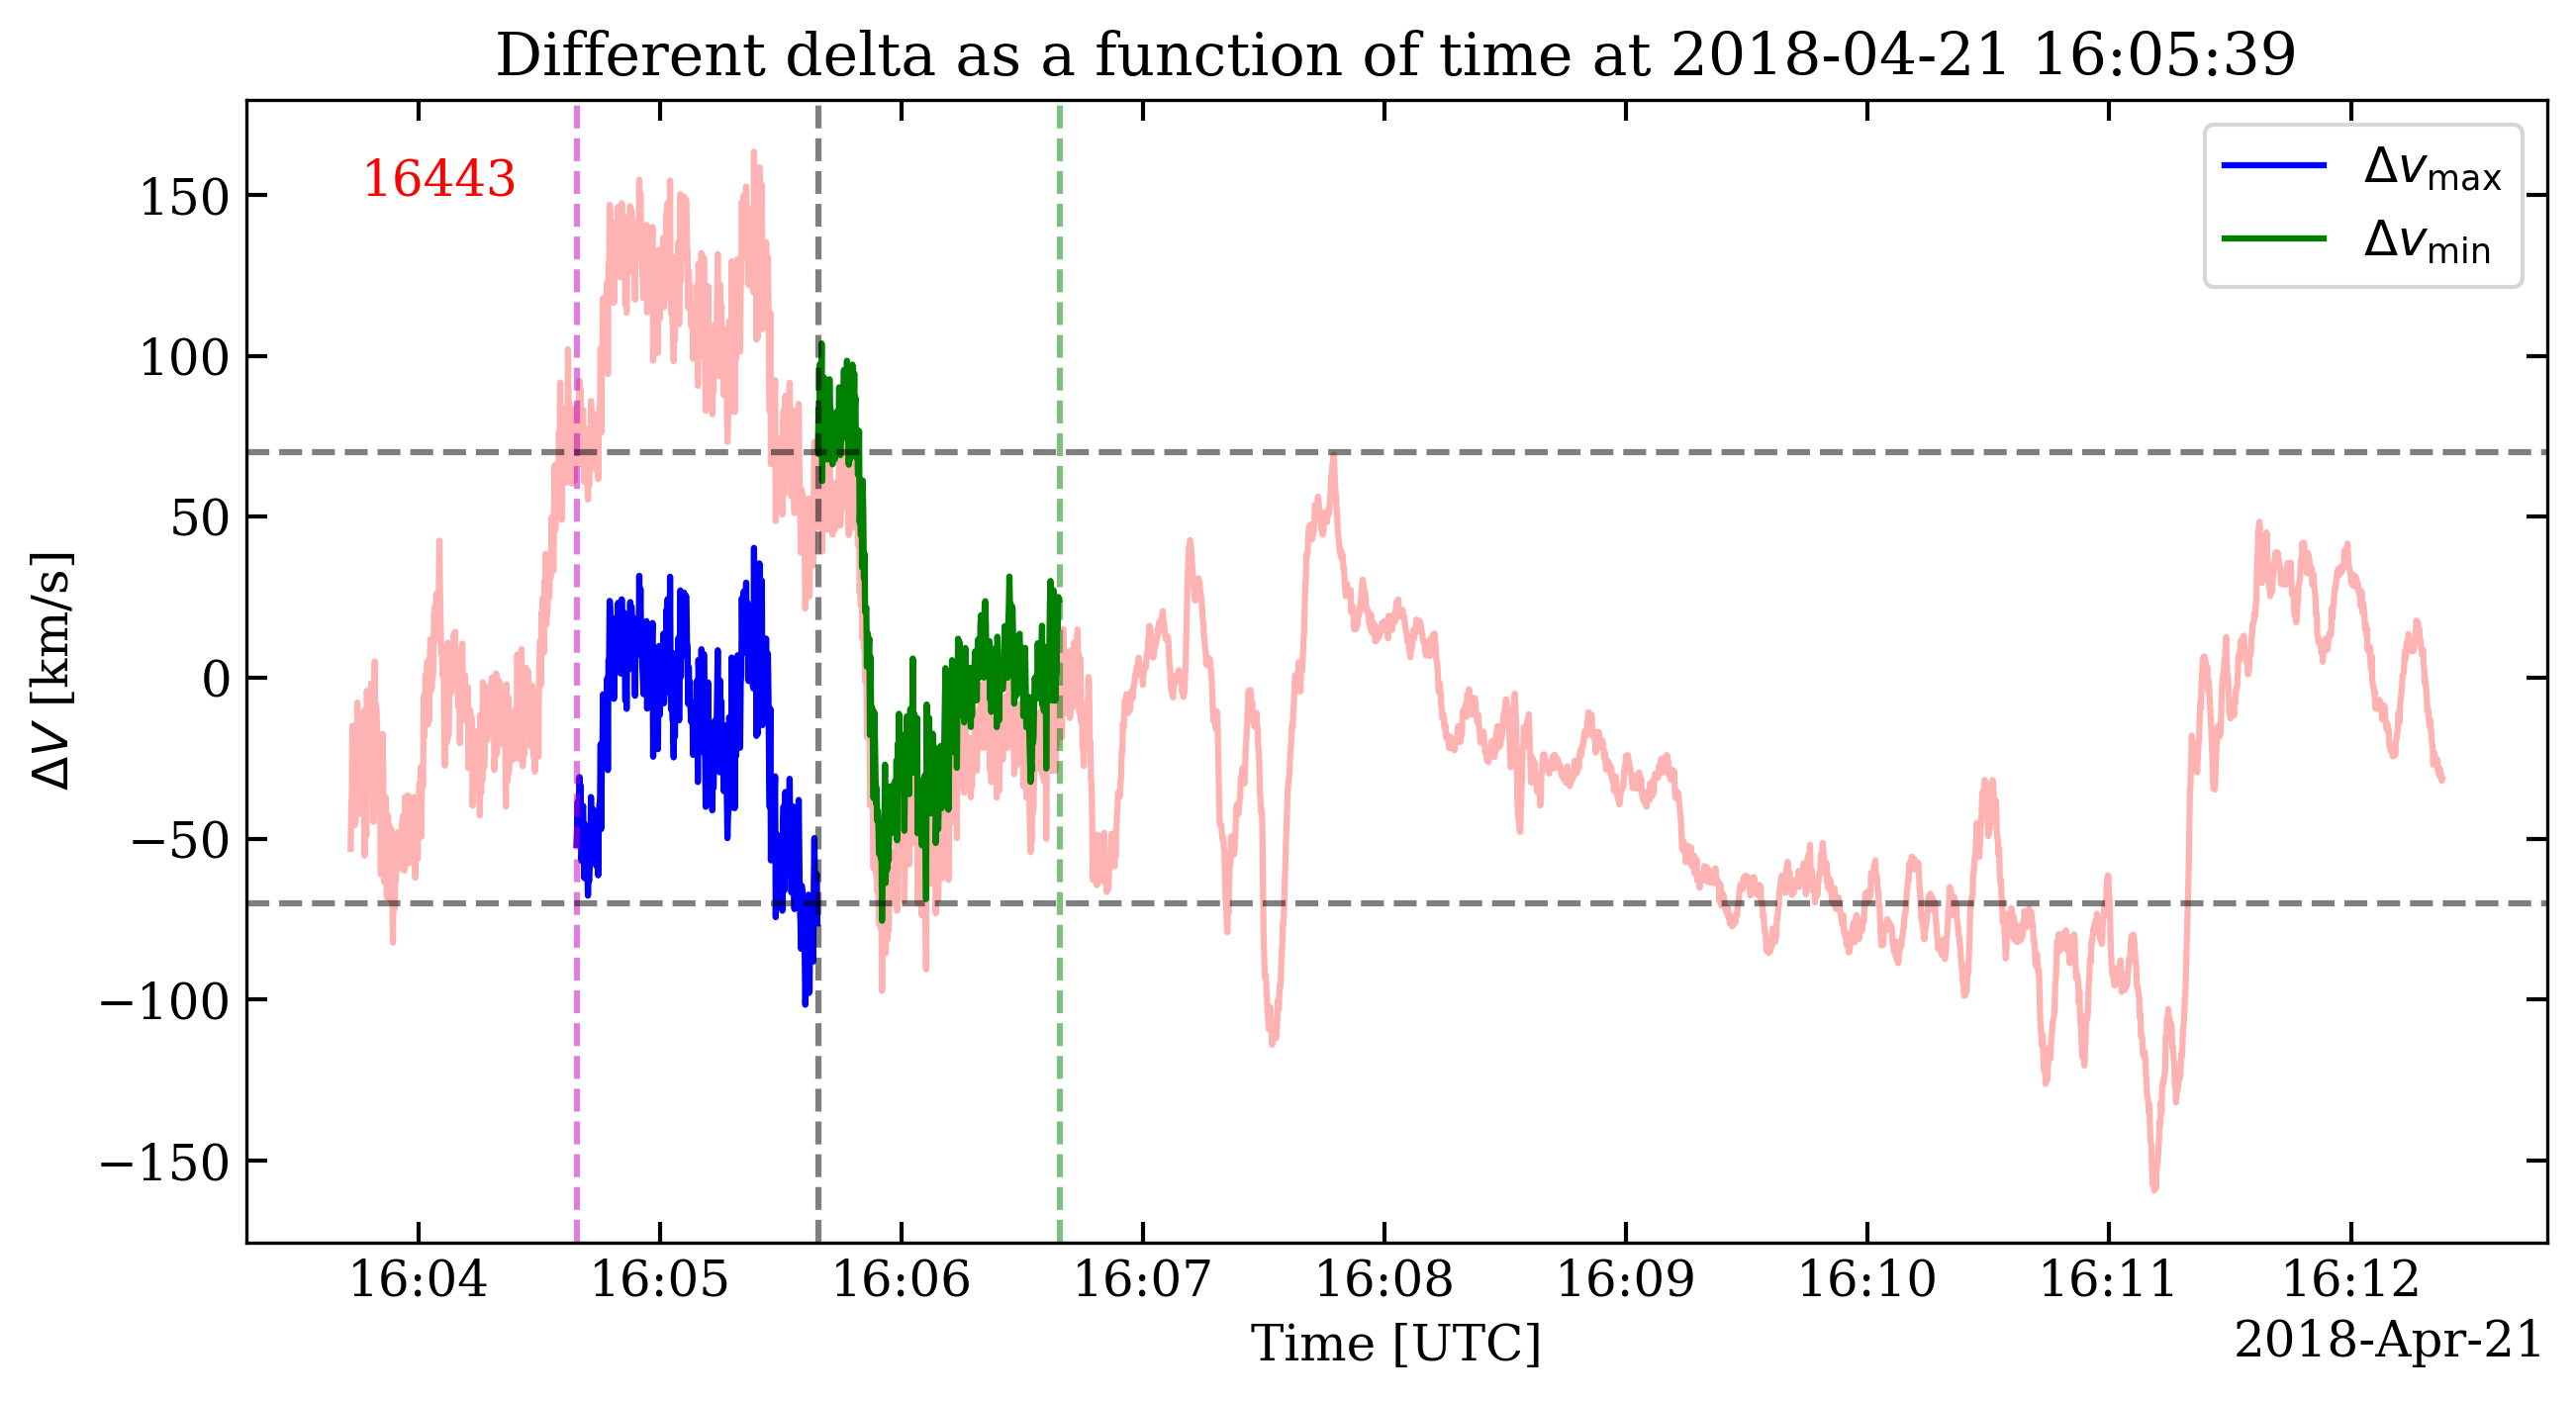 Different delta as a function of time at 2018-04-21 16:05:39
16443
Δv_max
Δv_min
150
100
50
0
−50
−100
−150
ΔV [km/s]
16:04 16:05 16:06 16:07 16:08 16:09 16:10 16:11 16:12
Time [UTC]
2018-Apr-21